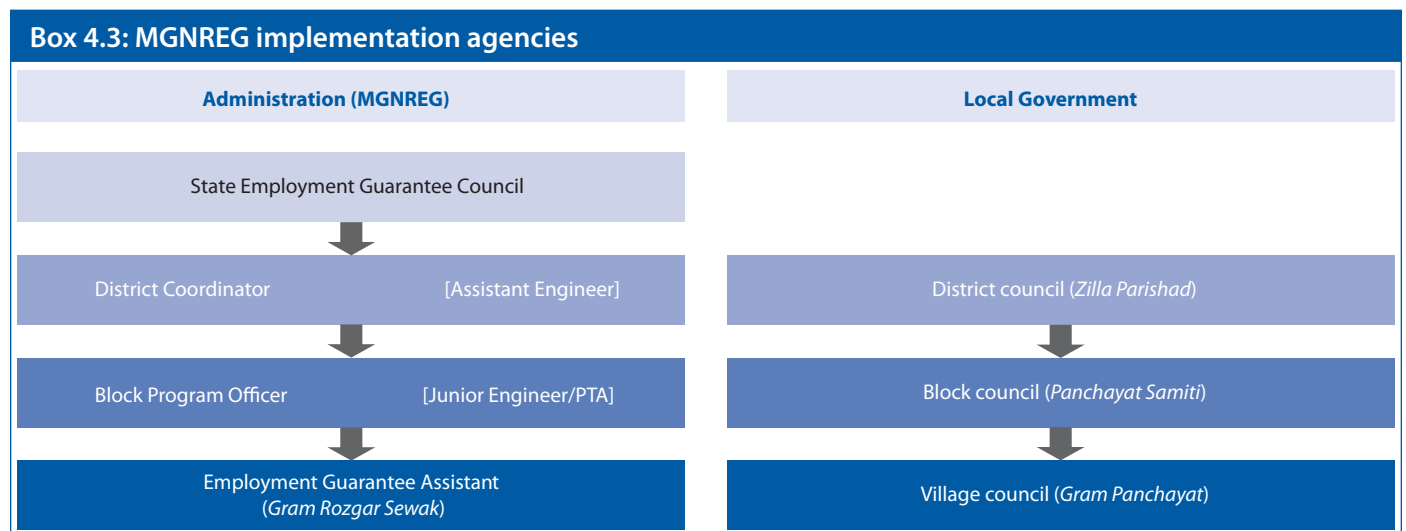 Box 4.3: MGNREG implementation agencies
Administration (MGNREG)
Local Government
State Employment Guarantee Council
District Coordinator [Assistant Engineer]
District council (Zilla Parishad)
Block Program Officer [Junior Engineer/PTA]
Block council (Panchayat Samiti)
Employment Guarantee Assistant
(Gram Rozgar Sewak)
Village council (Gram Panchayat)